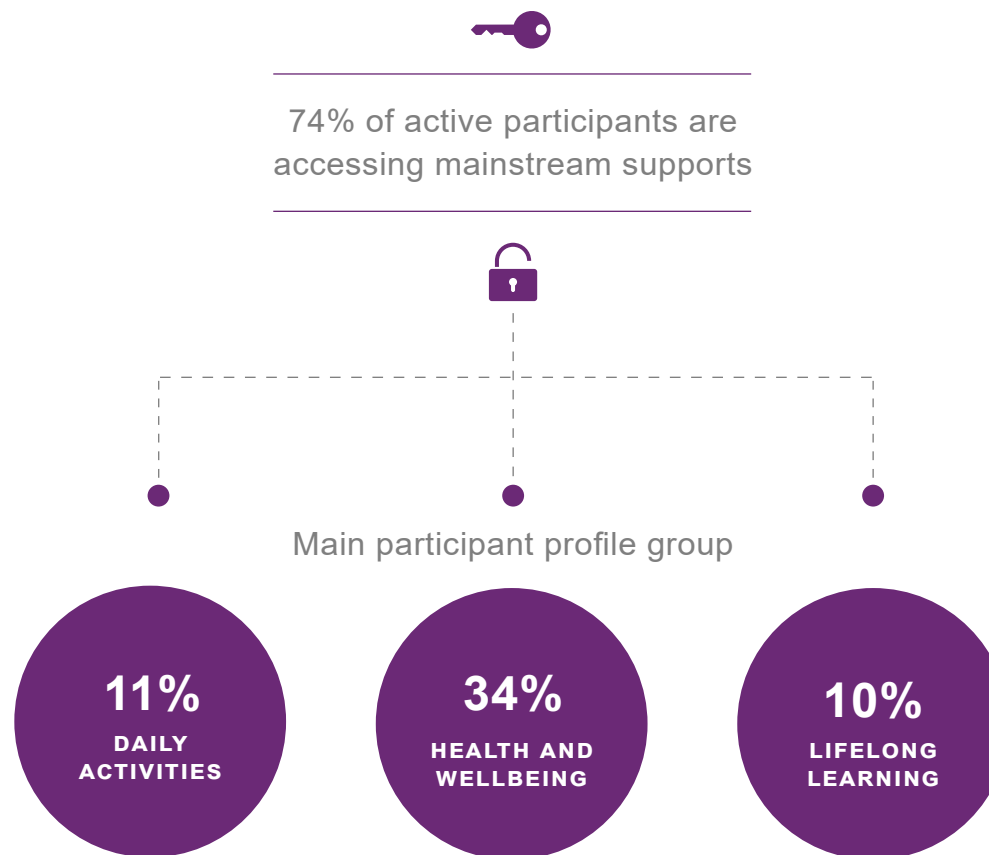 74% of active participants are
accessing mainstream supports
Main participant profile group
11%
DAILY
ACTIVITIES
34%
HEALTH AND
WELLBEING
10%
LIFELONG
LEARNING